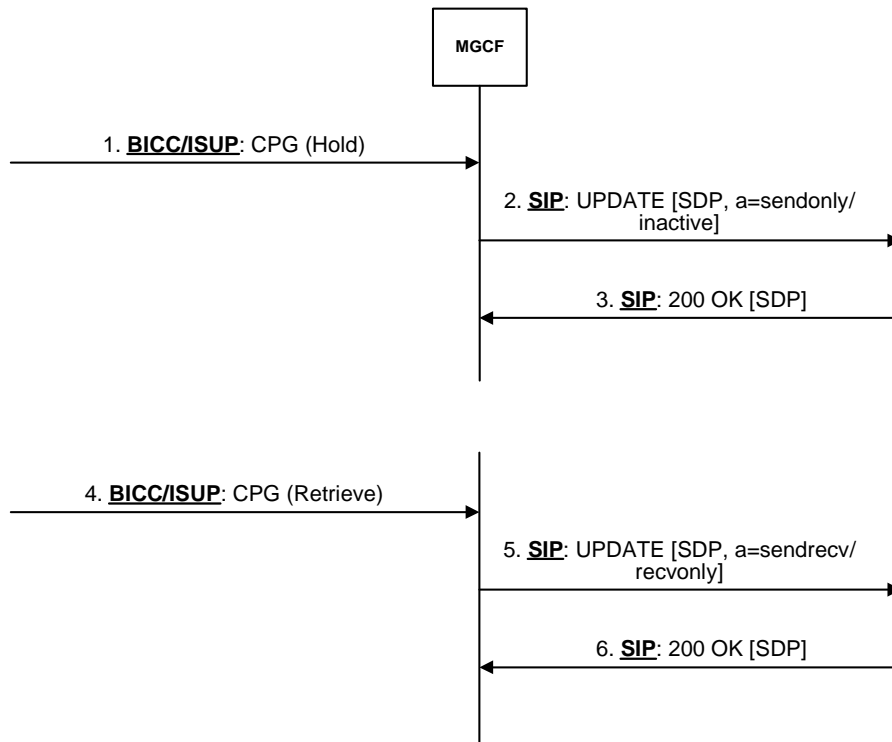 MGCF
1. BICC/ISUP: CPG (Hold)
2. SIP: UPDATE [SDP, a=sendonly/
inactive]
3. SIP: 200 OK [SDP]
4. BICC/ISUP: CPG (Retrieve)
5. SIP: UPDATE [SDP, a=sendrecv/
recvonly]
6. SIP: 200 OK [SDP]